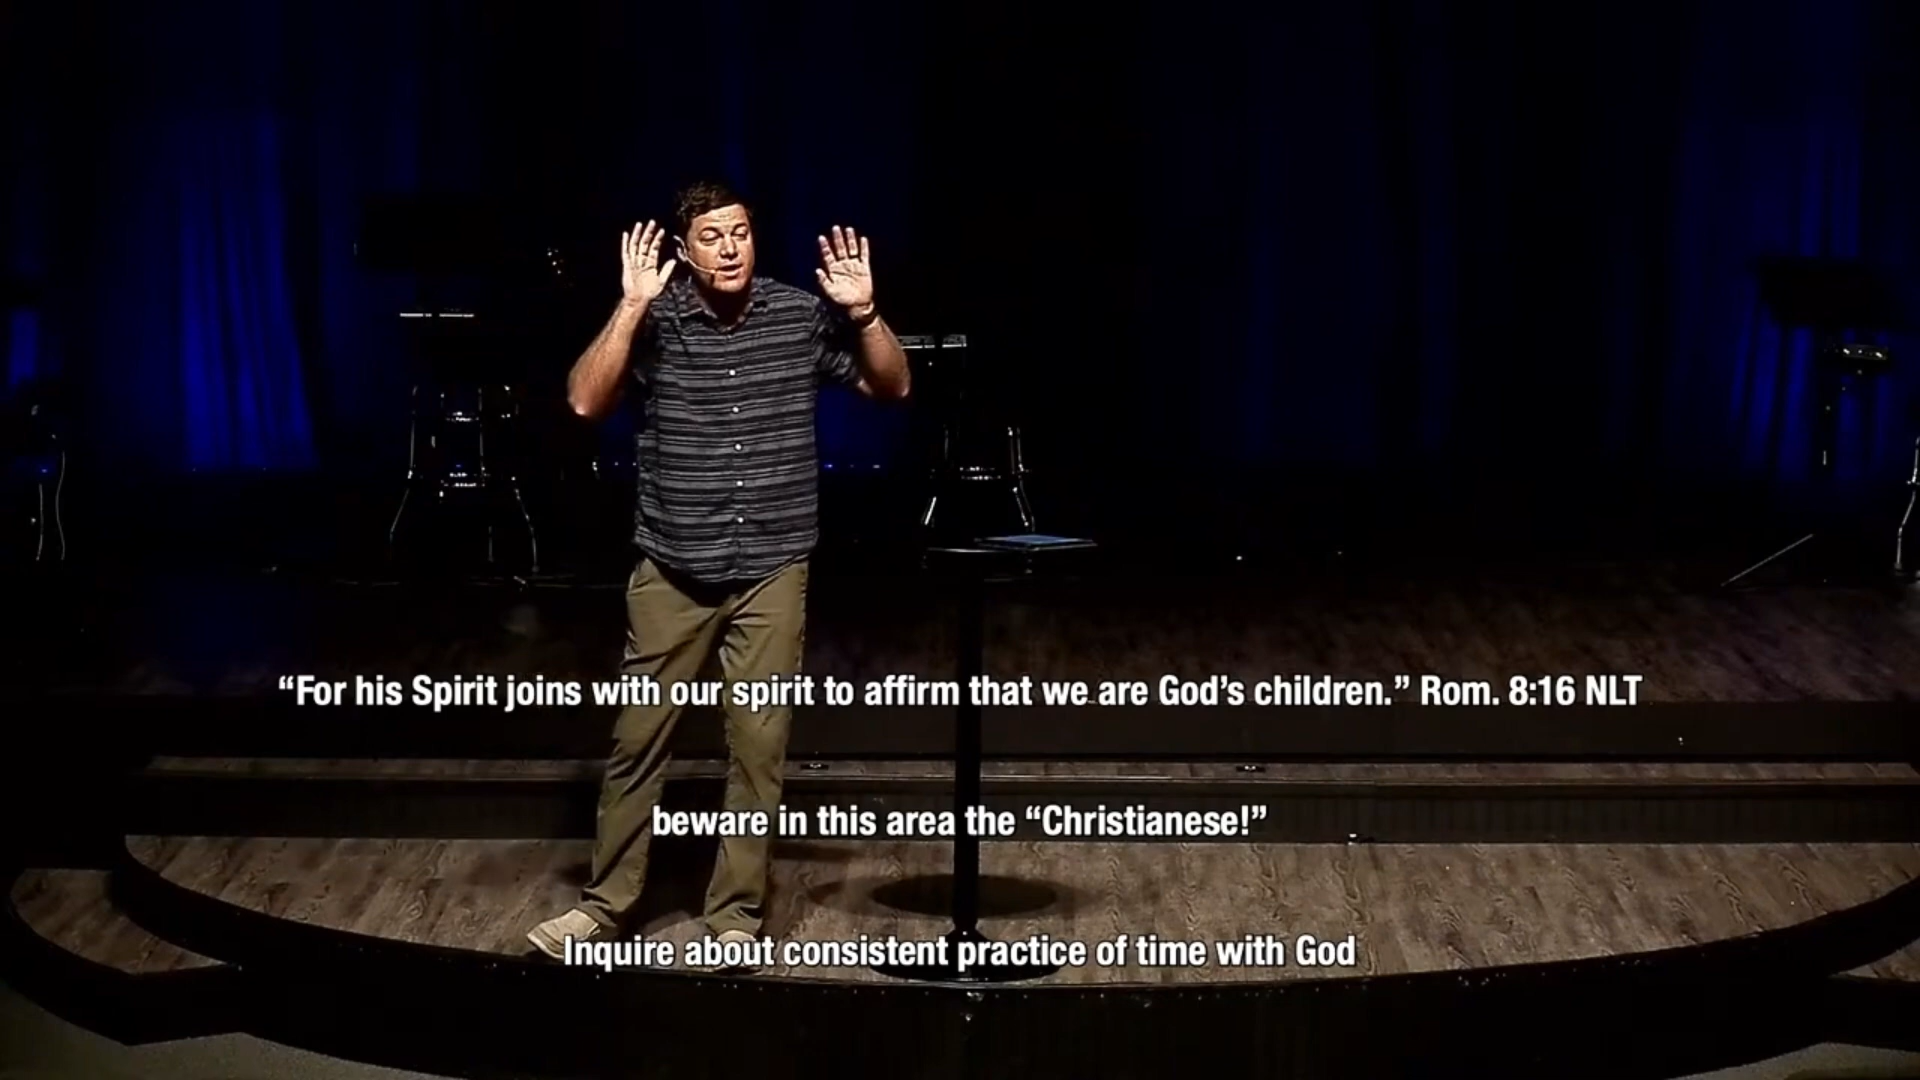 “For his Spirit joins with our spirit to affirm that we are God’s children.” Rom. 8:16 NLT
beware in this area the “Christianese!”
Inquire about consistent practice of time with God